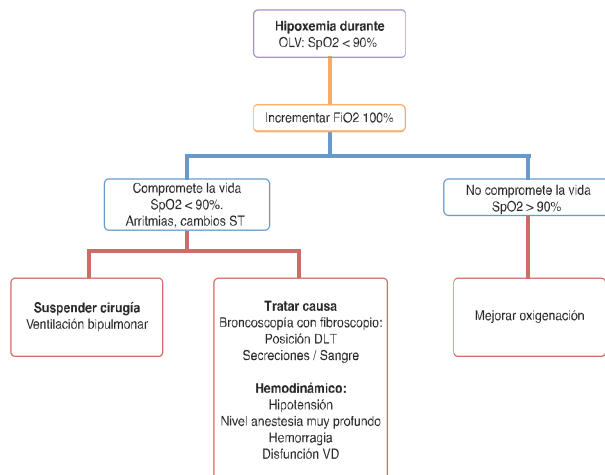 Hipoxemia durante
OLV: SpO2 < 90%
Incrementar FiO2 100%
Compromete la vida
SpO2 < 90%.
Arritmias, cambios ST
No compromete la vida
SpO2 > 90%
Suspender cirugía
Ventilación bipulmonar
Tratar causa
Broncoscopía con fibroscopio:
Posición DLT
Secreciones / Sangre
Hemodinámico:
Hipotensión
Nivel anestesia muy profundo
Hemorragia
Disfunción VD
Mejorar oxigenación